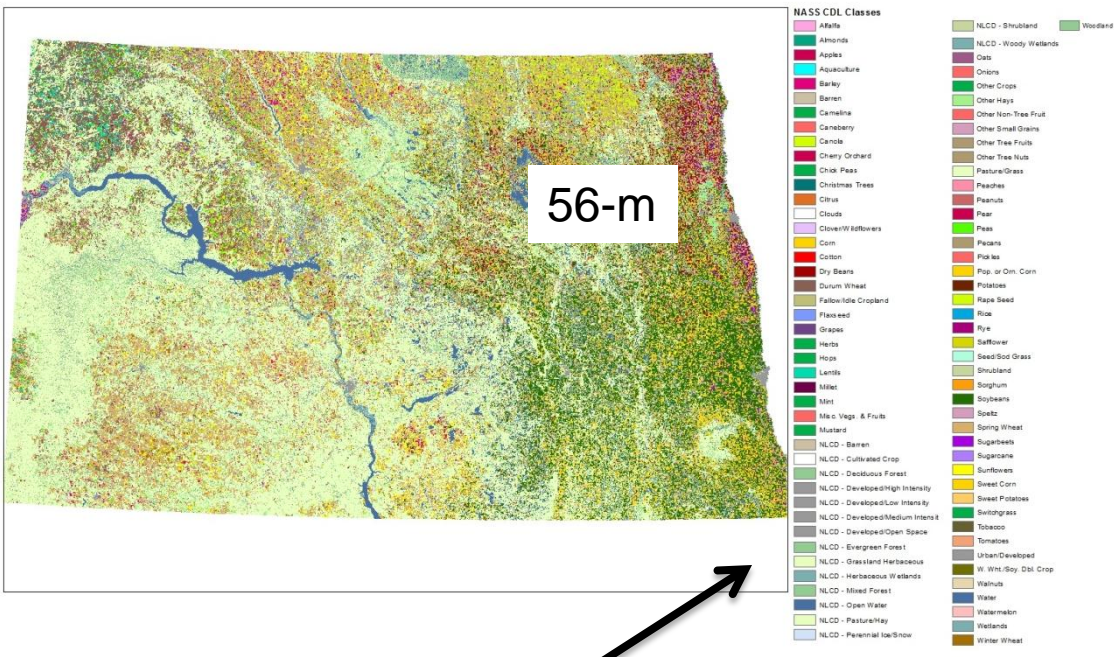 NASS CDL Classes
Alfalfa
Almonds
Apples
Aquaculture
Barley
Barren
Camelina
Caneberry
Canola
Cherry Orchard
Chick Peas
Christmas Trees
Citrus
Clouds
Clover/Wildflowers
Corn
Cotton
Dry Beans
Durum Wheat
Fallow/Idle Cropland
Flaxseed
Grapes
Herbs
Hops
Lentils
Millet
Mint
Misc. Vegs. & Fruits
Mustard
NLCD - Barren
NLCD - Cultivated Crop
NLCD - Deciduous Forest
NLCD - Developed/High Intensity
NLCD - Developed/Low Intensity
NLCD - Developed/Medium Intensit
NLCD - Developed/Open Space
NLCD - Evergreen Forest
NLCD - Grassland Herbaceous
NLCD - Herbaceous Wetlands
NLCD - Mixed Forest
NLCD - Open Water
NLCD - Pasture/Hay
NLCD - Perennial Ice/Snow
NLCD - Shrubland
NLCD - Woody Wetlands
Oats
Onions
Other Crops
Other Hays
Other Non-Tree Fruit
Other Small Grains
Other Tree Fruits
Other Tree Nuts
Pasture/Grass
Peaches
Peanuts
Pear
Peas
Pecans
Pickles
Pop. or Orn. Corn
Potatoes
Rape Seed
Rice
Rye
Safflower
Seed/Sod Grass
Shrubland
Sorghum
Soybeans
Speltz
Spring Wheat
Sugarbeets
Sugarcane
Sunflowers
Sweet Corn
Sweet Potatoes
Switchgrass
Tobacco
Tomatoes
Urban/Developed
W. Wht./Soy. Dbl. Crop
Walnuts
Water
Watermelon
Wetlands
Winter Wheat
Woodland
56-m